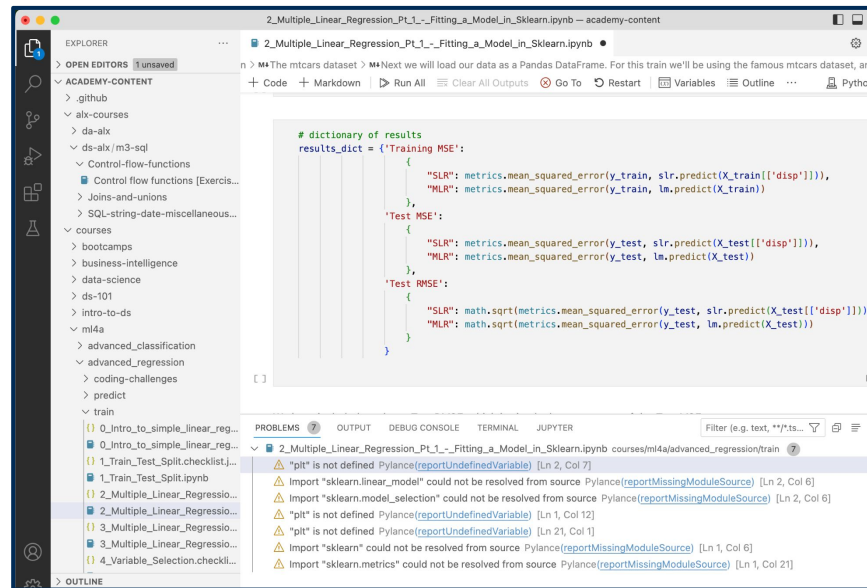 2_Multiple_Linear_Regression_Pt_1_-_Fitting_a_Model_in_Sklearn.ipynb — academy-content
EXPLORER
OPEN EDITORS 1 unsaved
ACADEMY-CONTENT
.github
alx-courses
da-alx
ds-alx/m3-sql
Control-flow-functions
Control flow functions [Exercis...
Joins-and-unions
SQL-string-date-miscellaneous...
courses
bootcamps
business-intelligence
data-science
ds-101
intro-to-ds
ml4a
advanced_classification
advanced_regression
coding-challenges
predict
train
0_Intro_to_simple_linear_reg...
0_Intro_to_simple_linear_reg...
1_Train_Test_Split.checklist.j...
1_Train_Test_Split.ipynb
2_Multiple_Linear_Regressio...
2_Multiple_Linear_Regressio...
3_Multiple_Linear_Regressio...
3_Multiple_Linear_Regressio...
4_Variable_Selection.checkli...
OUTLINE
2_Multiple_Linear_Regression_Pt_1_-_Fitting_a_Model_in_Sklearn.ipynb
n > M↓The mtcars dataset > M↓Next we will load our data as a Pandas DataFrame. For this train we'll be using the famous mtcars dataset, ar
+ Code + Markdown Run All Clear All Outputs Go To Restart Variables Outline ... Pytho
# dictionary of results
results_dict = {'Training MSE':
{
"SLR": metrics.mean_squared_error(y_train, slr.predict(X_train[['disp']])),
"MLR": metrics.mean_squared_error(y_train, lm.predict(X_train))
},
'Test MSE':
{
"SLR": metrics.mean_squared_error(y_test, slr.predict(X_test[['disp']])),
"MLR": metrics.mean_squared_error(y_test, lm.predict(X_test))
},
'Test RMSE':
{
"SLR": math.sqrt(metrics.mean_squared_error(y_test, slr.predict(X_test[['disp']]))
"MLR": math.sqrt(metrics.mean_squared_error(y_test, lm.predict(X_test)))
}
}
[ ]
PROBLEMS 7 OUTPUT DEBUG CONSOLE TERMINAL JUPYTER Filter (e.g. text, **/*.ts...
2_Multiple_Linear_Regression_Pt_1_-_Fitting_a_Model_in_Sklearn.ipynb courses/ml4a/advanced_regression/train 7
"plt" is not defined Pylance(reportUndefinedVariable) [Ln 2, Col 7]
Import "sklearn.linear_model" could not be resolved from source Pylance(reportMissingModuleSource) [Ln 2, Col 6]
Import "sklearn.model_selection" could not be resolved from source Pylance(reportMissingModuleSource) [Ln 2, Col 6]
"plt" is not defined Pylance(reportUndefinedVariable) [Ln 1, Col 12]
"plt" is not defined Pylance(reportUndefinedVariable) [Ln 21, Col 1]
Import "sklearn" could not be resolved from source Pylance(reportMissingModuleSource) [Ln 1, Col 6]
Import "sklearn.metrics" could not be resolved from source Pylance(reportMissingModuleSource) [Ln 1, Col 21]